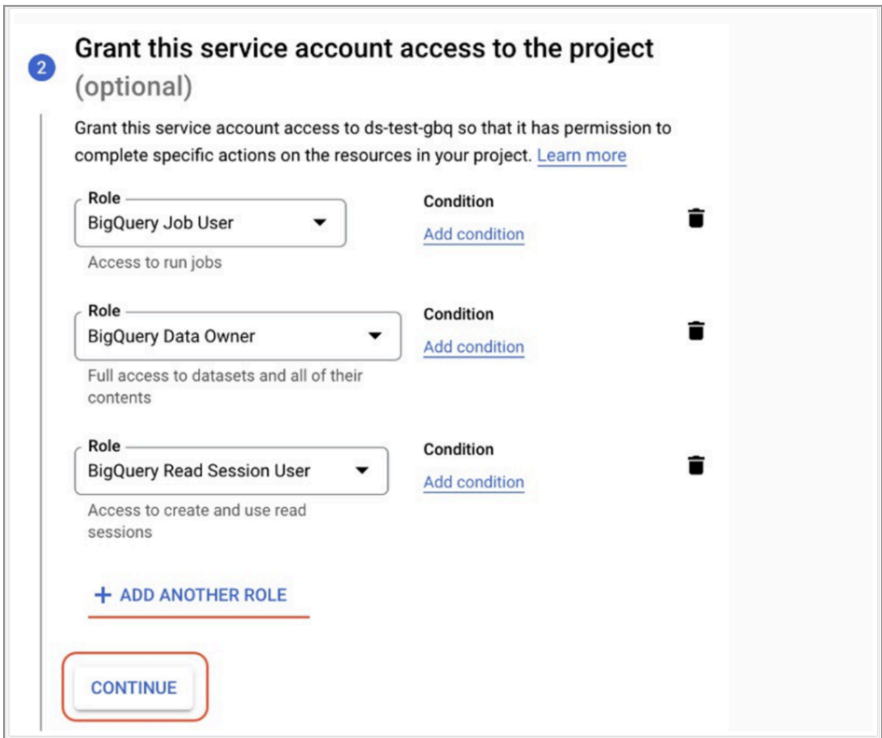 2
Grant this service account access to the project
(optional)
Grant this service account access to ds-test-gbq so that it has permission to
complete specific actions on the resources in your project. Learn more
Role
BigQuery Job User
Condition
Add condition
Access to run jobs
Role
BigQuery Data Owner
Condition
Add condition
Full access to datasets and all of their
contents
Role
BigQuery Read Session User
Condition
Add condition
Access to create and use read
sessions
+ ADD ANOTHER ROLE
CONTINUE